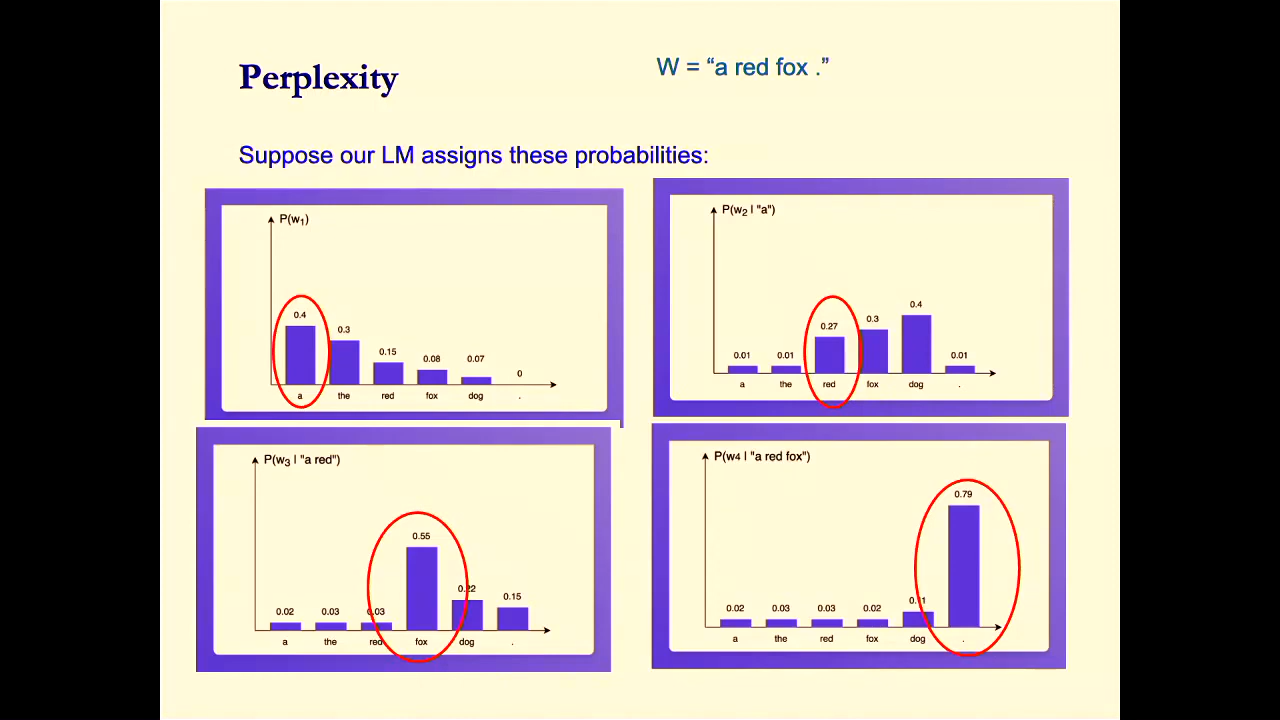 Perplexity
W = “a red fox .”
Suppose our LM assigns these probabilities:
P(w1)
0.4 0.3 0.15 0.08 0.07 0
a the red fox dog .
P(w2 | "a")
0.01 0.01 0.27 0.3 0.4 0.01
a the red fox dog .
P(w3 | "a red")
0.02 0.03 0.03 0.55 0.22 0.15
a the red fox dog .
P(w4 | "a red fox")
0.02 0.03 0.03 0.02 0.11 0.79
a the red fox dog .